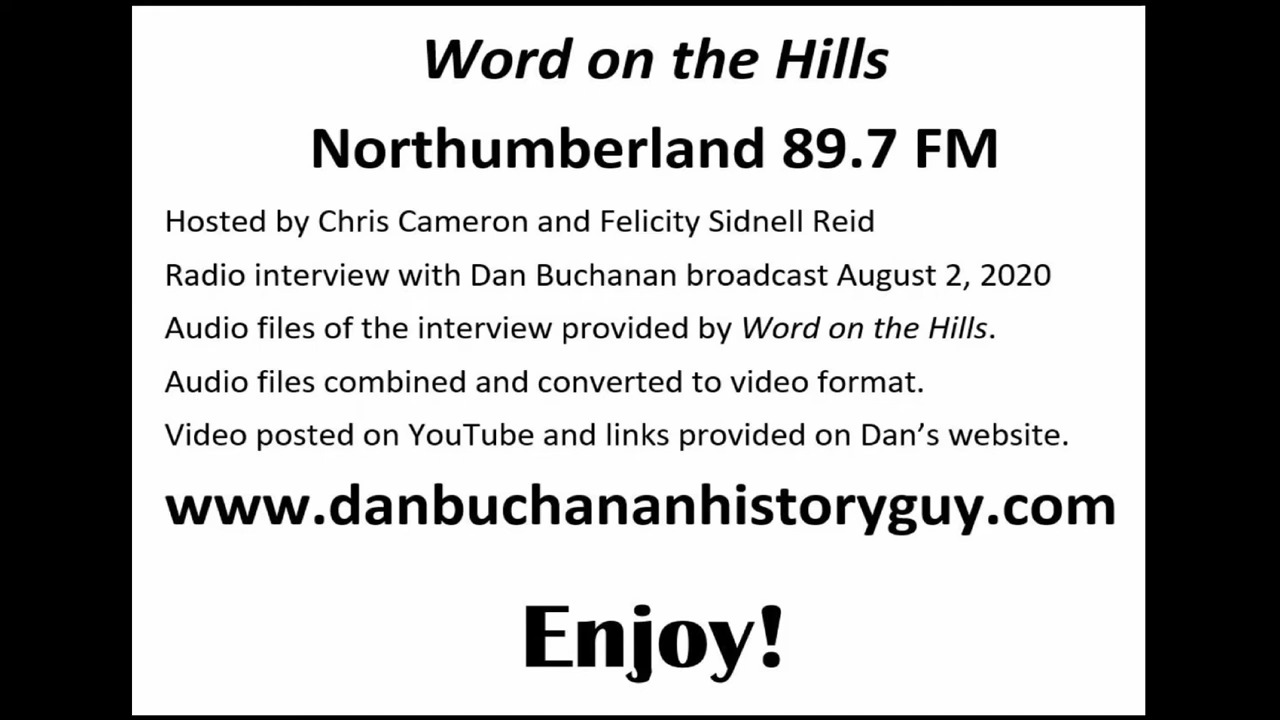 Word on the Hills
Northumberland 89.7 FM
Hosted by Chris Cameron and Felicity Sidnell Reid
Radio interview with Dan Buchanan broadcast August 2, 2020
Audio files of the interview provided by Word on the Hills.
Audio files combined and converted to video format.
Video posted on YouTube and links provided on Dan’s website.
www.danbuchananhistoryguy.com
Enjoy!